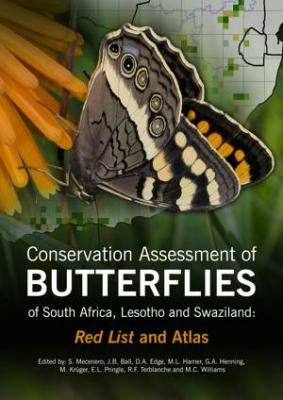 Conservation Assessment of
BUTTERFLIES
of South Africa, Lesotho and Swaziland:
Red List and Atlas
Edited by: S. Mecenero, J.B. Ball, D.A. Edge, M.L. Hamer, G.A. Henning,
M. Krüger, E.L. Pringle, R.F. Terblanche and M.C. Williams